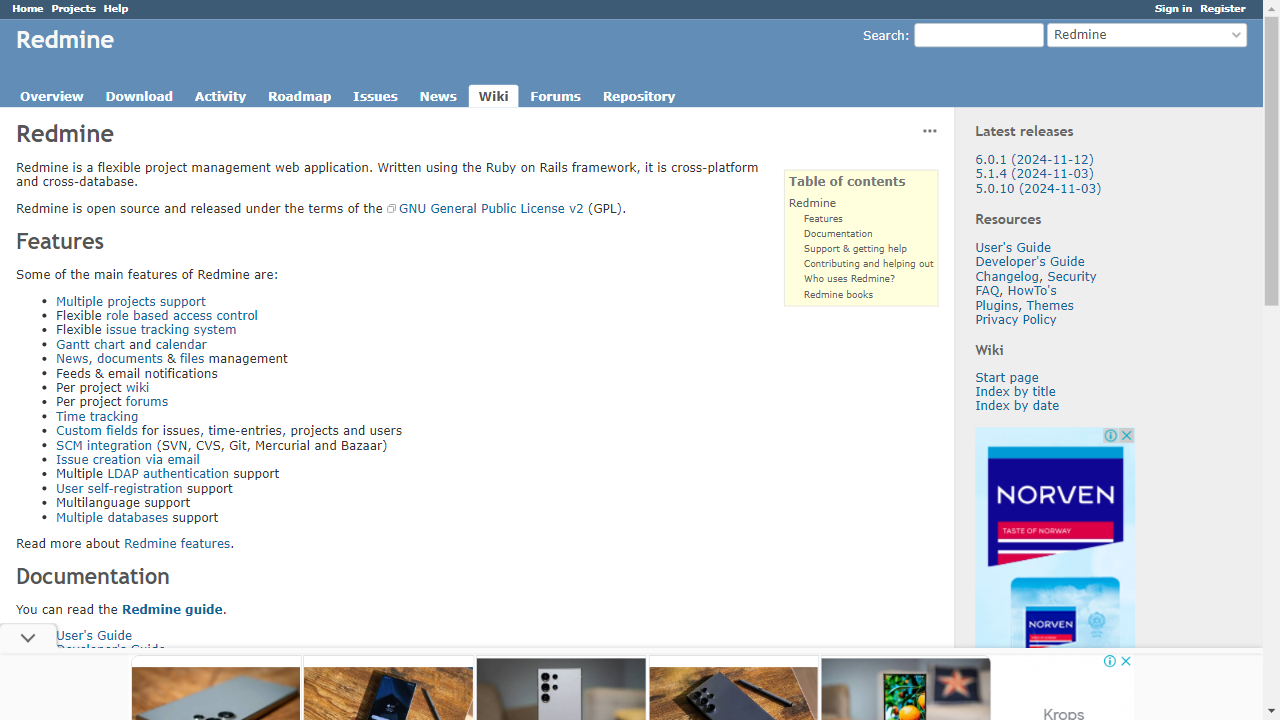 Home Projects Help
Sign in Register
Redmine
Search:
Redmine
Overview Download Activity Roadmap Issues News Wiki Forums Repository
Redmine
Redmine is a flexible project management web application. Written using the Ruby on Rails framework, it is cross-platform
and cross-database.
Redmine is open source and released under the terms of the GNU General Public License v2 (GPL).
Table of contents
Redmine
Features
Documentation
Support & getting help
Contributing and helping out
Who uses Redmine?
Redmine books
Features
Some of the main features of Redmine are:
Multiple projects support
Flexible role based access control
Flexible issue tracking system
Gantt chart and calendar
News, documents & files management
Feeds & email notifications
Per project wiki
Per project forums
Time tracking
Custom fields for issues, time-entries, projects and users
SCM integration (SVN, CVS, Git, Mercurial and Bazaar)
Issue creation via email
Multiple LDAP authentication support
User self-registration support
Multilanguage support
Multiple databases support
Read more about Redmine features.
Documentation
You can read the Redmine guide.
User's Guide
Developer's Guide
Latest releases
6.0.1 (2024-11-12)
5.1.4 (2024-11-03)
5.0.10 (2024-11-03)
Resources
User's Guide
Developer's Guide
Changelog, Security
FAQ, HowTo's
Plugins, Themes
Privacy Policy
Wiki
Start page
Index by title
Index by date
NORVEN
TASTE OF NORWAY
NORVEN
Krops